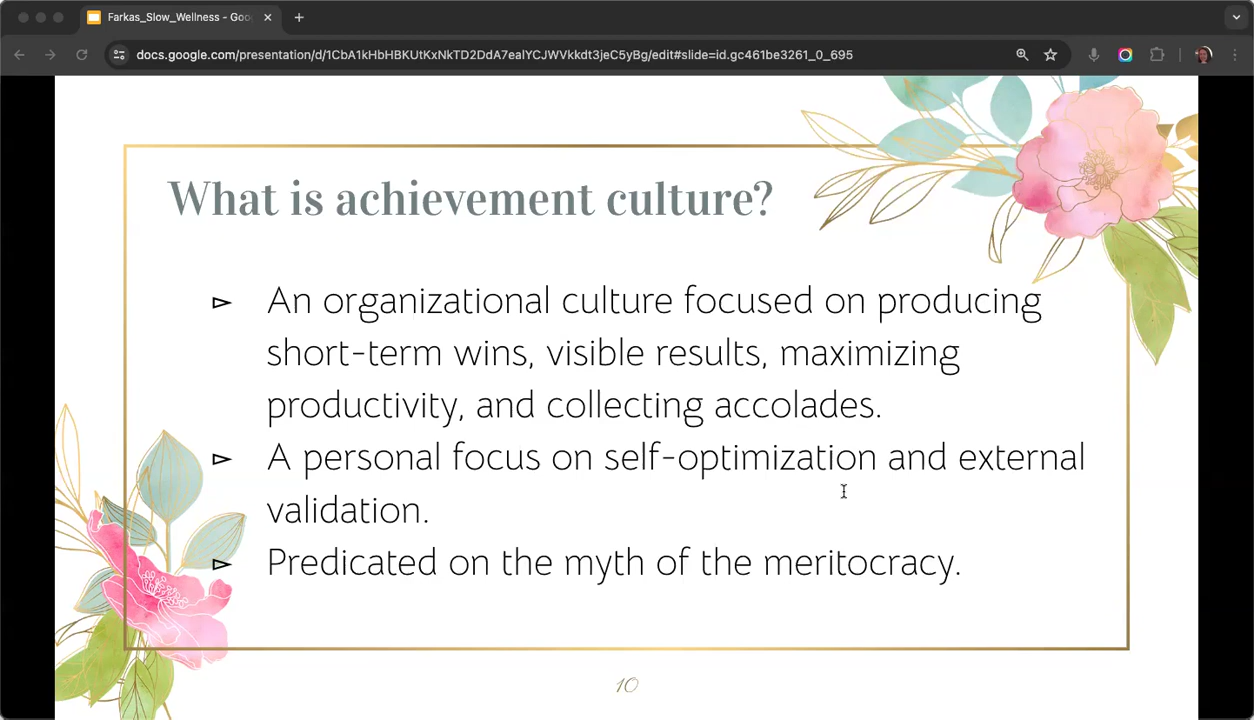 Farkas_Slow_Wellness - Goo
docs.google.com/presentation/d/1CbA1kHbHBKUtKxNkTD2DdA7ealYCJWVkkdt3jeC5yBg/edit#slide=id.gc461be3261_0_695
What is achievement culture?
▻ An organizational culture focused on producing
short-term wins, visible results, maximizing
productivity, and collecting accolades.
▻ A personal focus on self-optimization and external
validation.
▻ Predicated on the myth of the meritocracy.
10